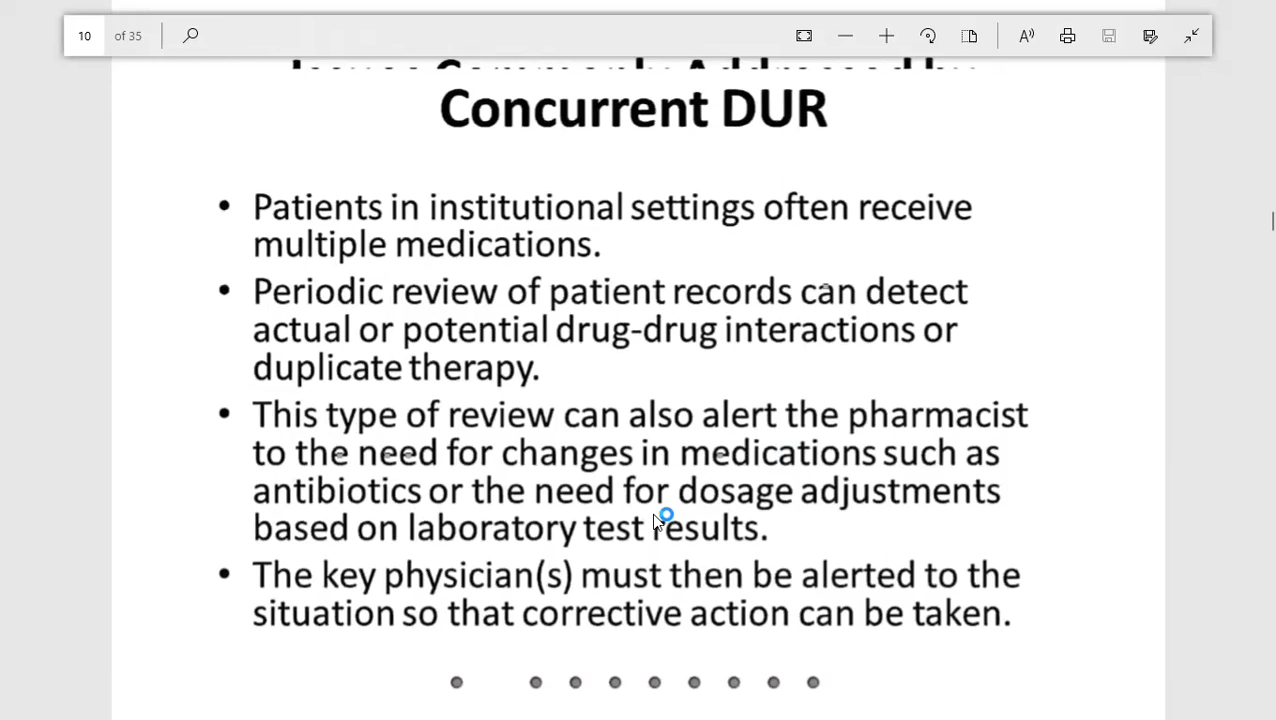 10 of 35
Issues Commonly Addressed by
Concurrent DUR
• Patients in institutional settings often receive
multiple medications.
• Periodic review of patient records can detect
actual or potential drug-drug interactions or
duplicate therapy.
• This type of review can also alert the pharmacist
to the need for changes in medications such as
antibiotics or the need for dosage adjustments
based on laboratory test results.
• The key physician(s) must then be alerted to the
situation so that corrective action can be taken.